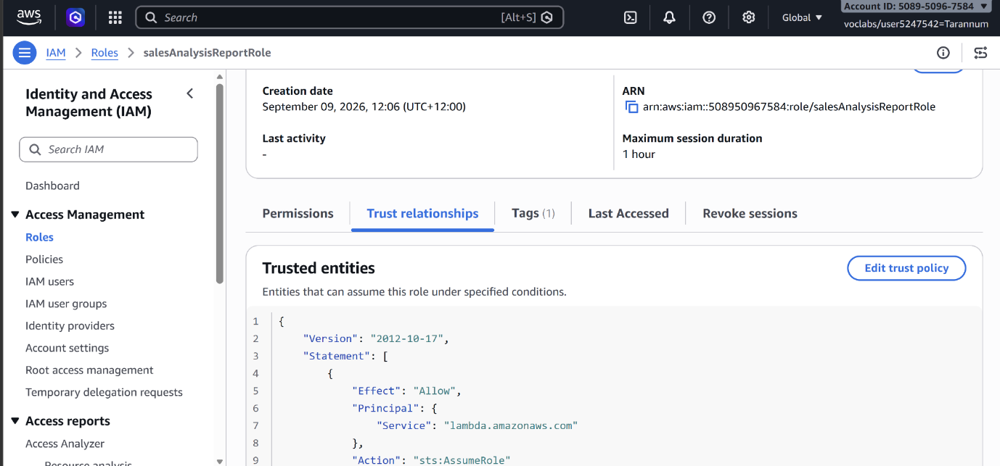 aws
Search [Alt+S]
Global
Account ID: 5089-5096-7584
voclabs/user5247542=Tarannum
IAM
Roles
salesAnalysisReportRole
Identity and Access
Management (IAM)
Search IAM
Dashboard
Access Management
Roles
Policies
IAM users
IAM user groups
Identity providers
Account settings
Root access management
Temporary delegation requests
Access reports
Access Analyzer
Resource analysis
Creation date
September 09, 2026, 12:06 (UTC+12:00)
Last activity
-
ARN
arn:aws:iam::508950967584:role/salesAnalysisReportRole
Maximum session duration
1 hour
Permissions
Trust relationships
Tags (1)
Last Accessed
Revoke sessions
Trusted entities
Edit trust policy
Entities that can assume this role under specified conditions.
1 {
2 "Version": "2012-10-17",
3 "Statement": [
4 {
5 "Effect": "Allow",
6 "Principal": {
7 "Service": "lambda.amazonaws.com"
8 },
9 "Action": "sts:AssumeRole"